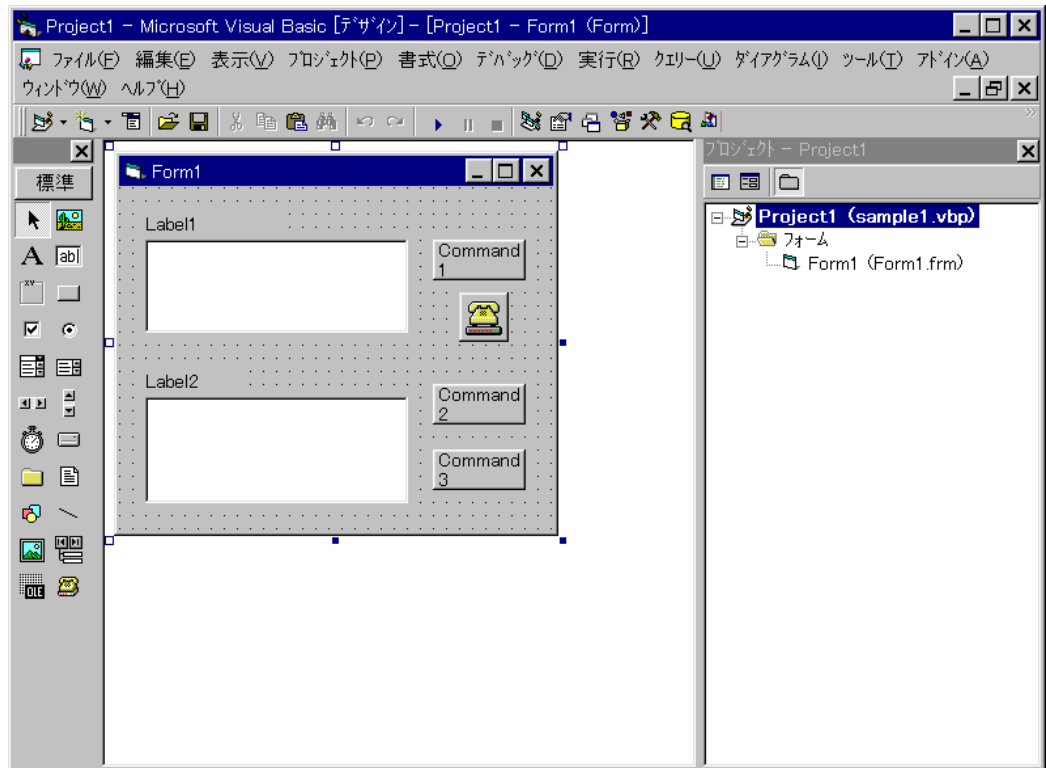 Project1 - Microsoft Visual Basic [ﾃﾞｻﾞｲﾝ] - [Project1 - Form1 (Form)]
ﾌｧｲﾙ(F) 編集(E) 表示(V) ﾌﾟﾛｼﾞｪｸﾄ(P) 書式(O) ﾃﾞﾊﾞｯｸﾞ(D) 実行(R) ｸｴﾘｰ(U) ﾀﾞｲｱｸﾞﾗﾑ(I) ﾂｰﾙ(T) ｱﾄﾞｲﾝ(A)
ｳｨﾝﾄﾞｳ(W) ﾍﾙﾌﾟ(H)
標準
A
ab
xy
OLE
Form1
Label1
Command
1
Label2
Command
2
Command
3
ﾌﾟﾛｼﾞｪｸﾄ - Project1
Project1 (sample1.vbp)
ﾌｫｰﾑ
Form1 (Form1.frm)